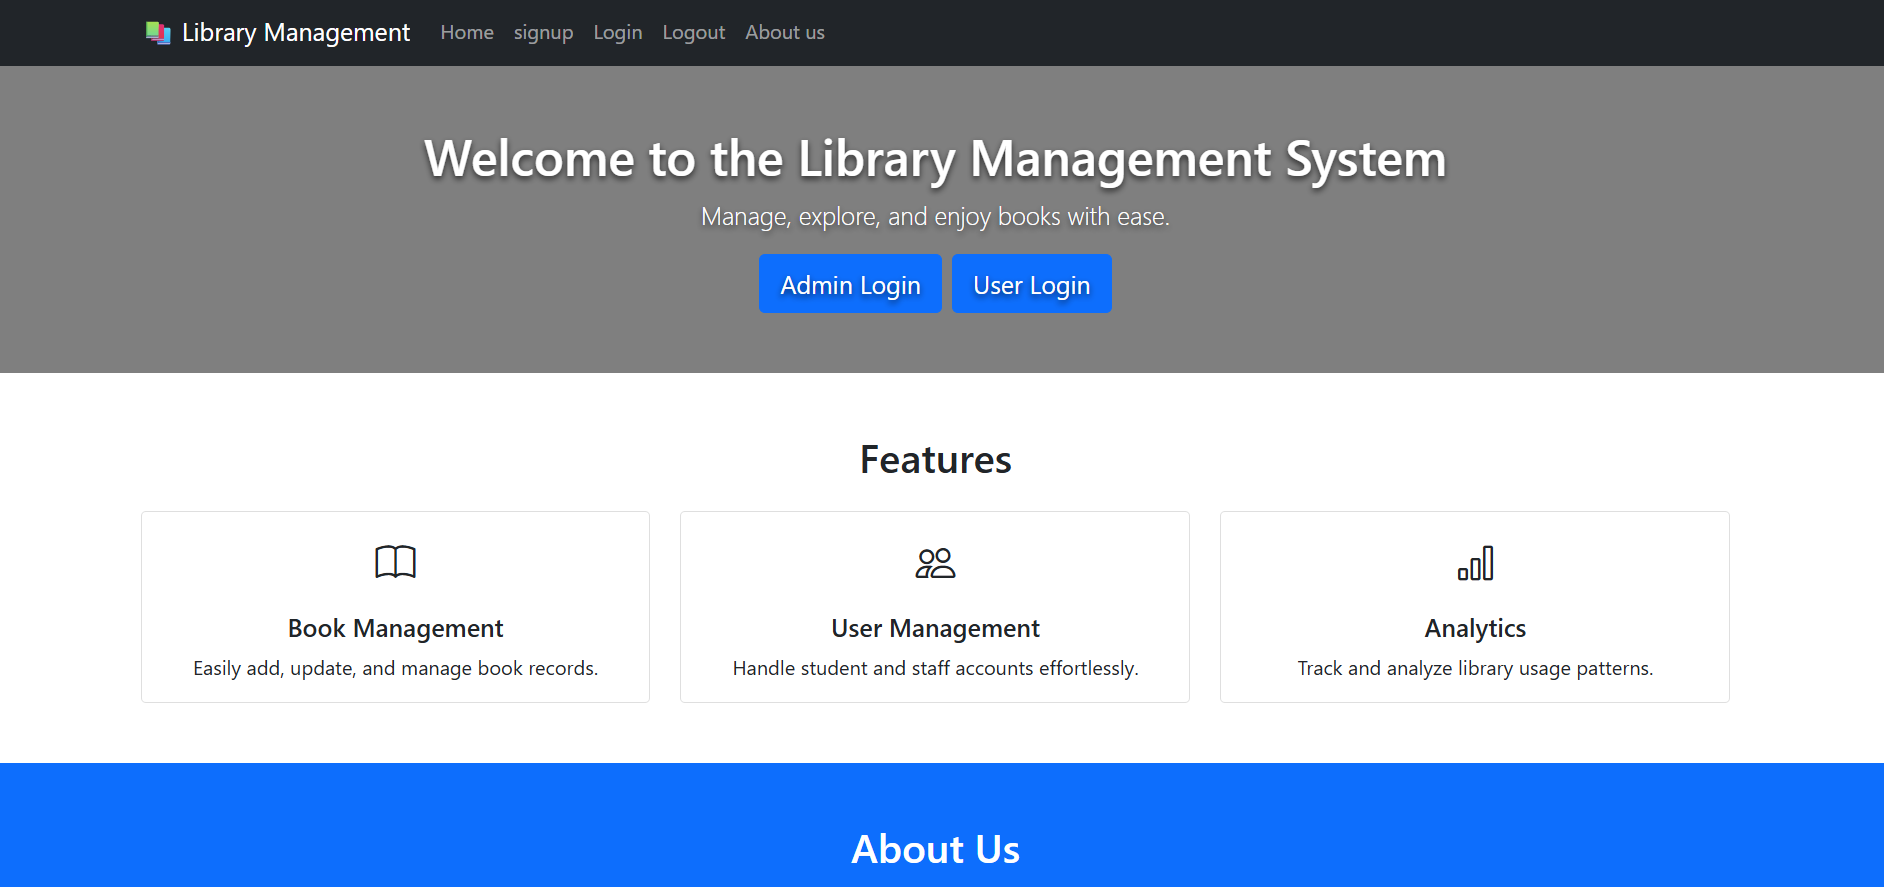 Library Management Home signup Login Logout About us
Welcome to the Library Management System
Manage, explore, and enjoy books with ease.
Admin Login User Login
Features
Book Management
Easily add, update, and manage book records.
User Management
Handle student and staff accounts effortlessly.
Analytics
Track and analyze library usage patterns.
About Us